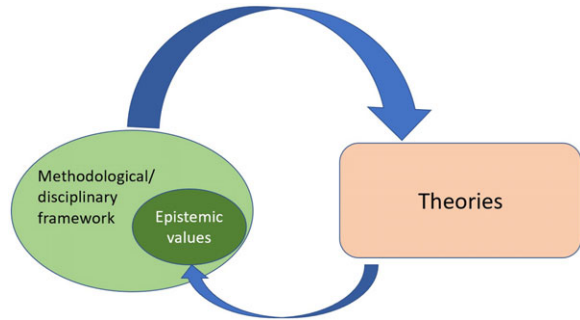 Methodological/
disciplinary
framework
Epistemic
values
Theories